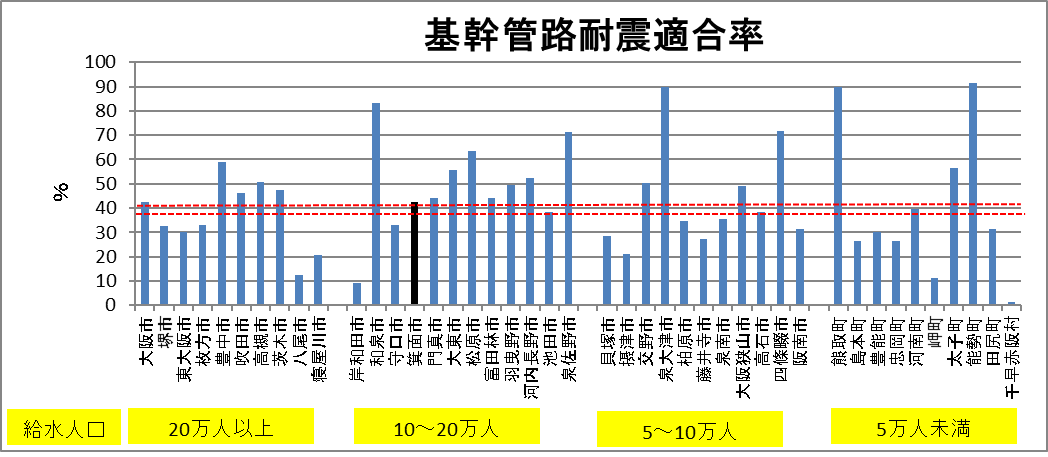 基幹管路耐震適合率
%
100
90
80
70
60
50
40
30
20
10
0
大阪市
堺市
東大阪市
枚方市
豊中市
吹田市
高槻市
茨木市
八尾市
寝屋川市
岸和田市
和泉市
守口市
箕面市
門真市
大東市
松原市
富田林市
羽曳野市
河内長野市
池田市
泉佐野市
貝塚市
摂津市
交野市
泉大津市
柏原市
藤井寺市
泉南市
大阪狭山市
高石市
四條畷市
阪南市
熊取町
島本町
豊能町
忠岡町
河南町
岬町
太子町
能勢町
田尻町
千早赤阪村
給水人口
20万人以上
10～20万人
5～10万人
5万人未満